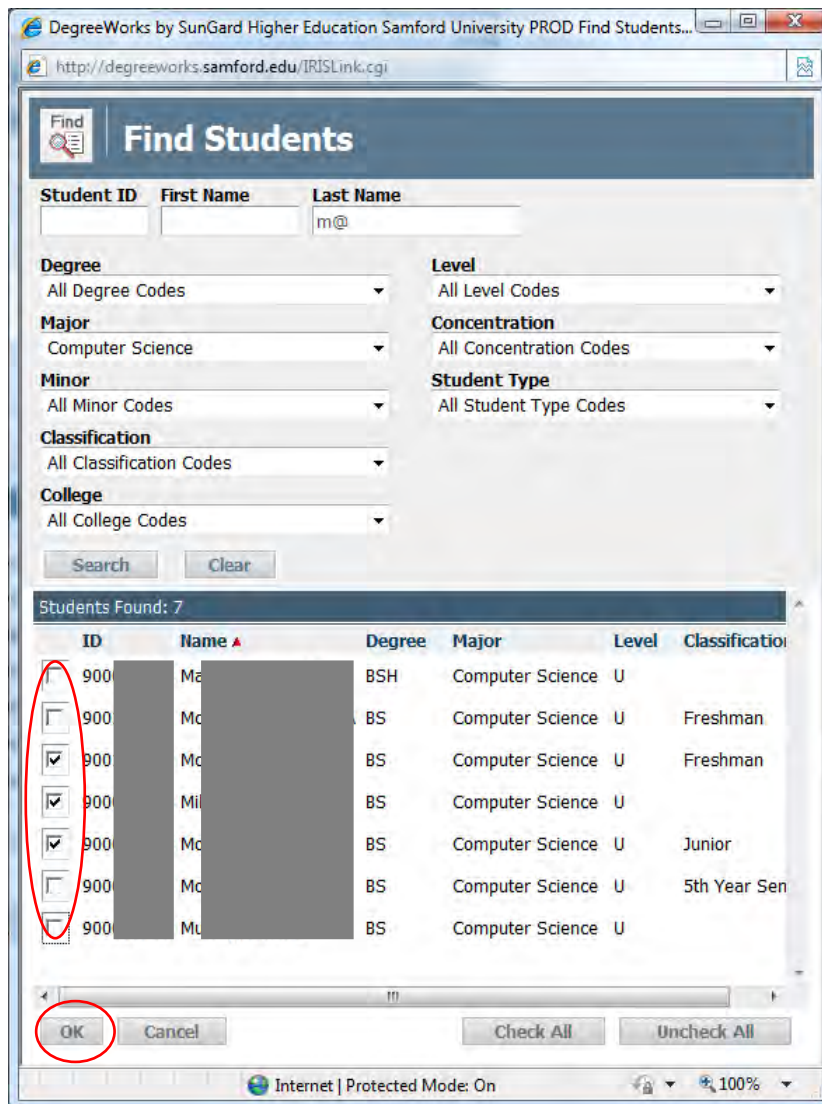 DegreeWorks by SunGard Higher Education Samford University PROD Find Students...
http://degreeworks.samford.edu/IRISLink.cgi
Find
Find Students
Student ID First Name Last Name
m@
Degree Level
All Degree Codes All Level Codes
Major Concentration
Computer Science All Concentration Codes
Minor Student Type
All Minor Codes All Student Type Codes
Classification
All Classification Codes
College
All College Codes
Search Clear
Students Found: 7
ID Name Degree Major Level Classification
900 Ma BSH Computer Science U
900 Mo BS Computer Science U Freshman
900 Mo BS Computer Science U Freshman
900 Mil BS Computer Science U
900 Mo BS Computer Science U Junior
900 Mo BS Computer Science U 5th Year Sen
900 Mu BS Computer Science U
OK Cancel Check All Uncheck All
Internet | Protected Mode: On 100%